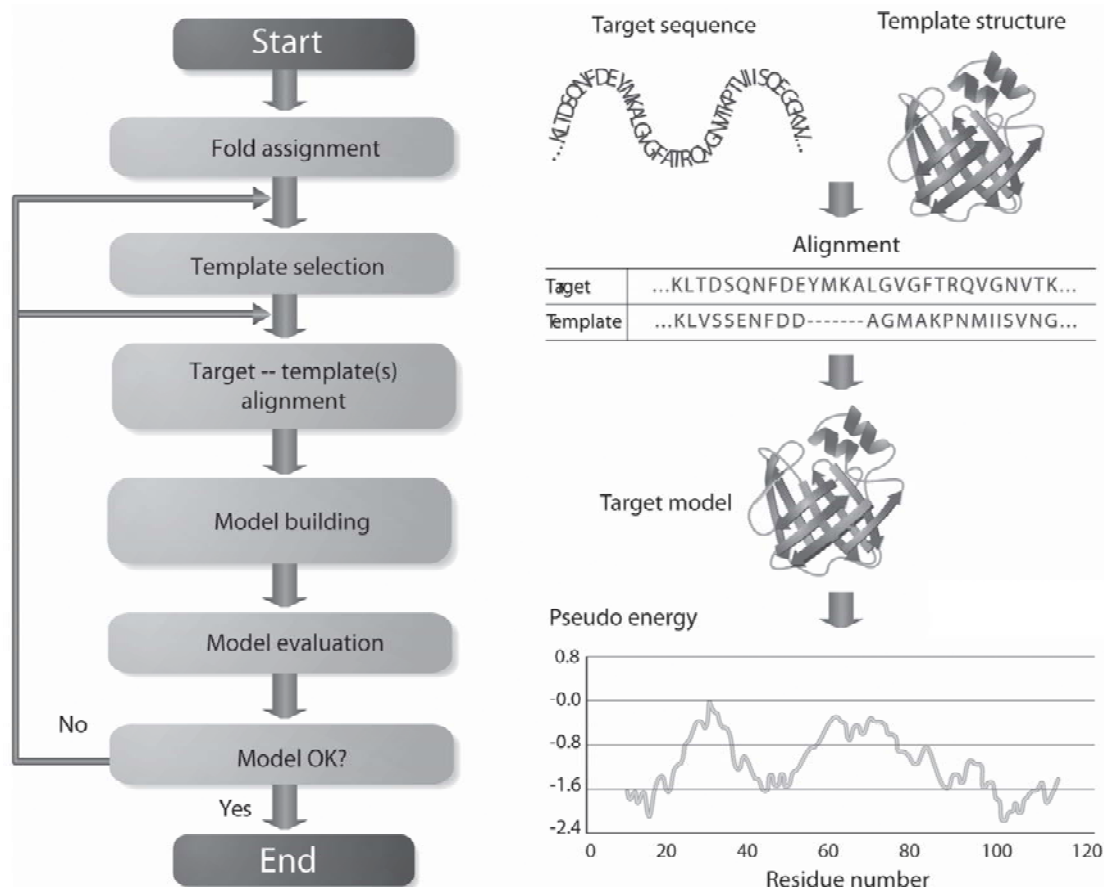 Start
Fold assignment
Template selection
Target -- template(s)
alignment
Model building
Model evaluation
No
Model OK?
Yes
End
Target sequence
Template structure
...KLTDSQNFDEYMKALGVGFATRQVGNVTKPTVIISQEGGKVV...
Alignment
Target ...KLTDSQNFDEYMKALGVGFTRQVGNVTK...
Template ...KLVSSENFDD-------AGMAKPNMIISVNG...
Target model
Pseudo energy
0.8
-0.0
-0.8
-1.6
-2.4
0 20 40 60 80 100 120
Residue number